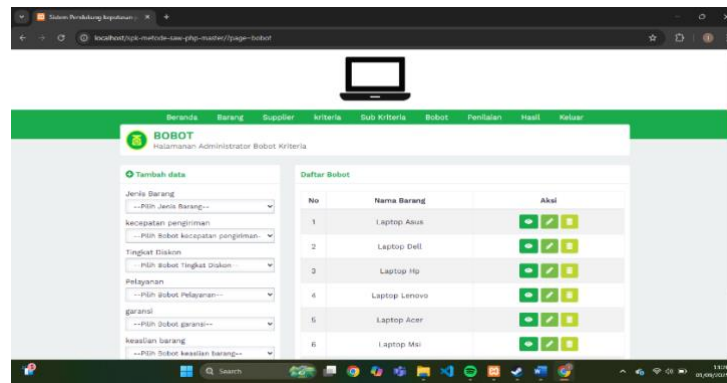 Sistem Pendukung keputusan
localhost/spk-metode-saw-php-master/?page=bobot
Beranda Barang Supplier kriteria Sub Kriteria Bobot Penilaian Hasil Keluar
BOBOT
Halamanan Administrator Bobot Kriteria
Tambah data
Jenis Barang
--Pilih Jenis Barang--
kecepatan pengiriman
--Pilih Bobot kecepatan pengiriman-
Tingkat Diskon
--Pilih Bobot Tingkat Diskon--
Pelayanan
--Pilih Bobot Pelayanan--
garansi
--Pilih Bobot garansi--
keaslian barang
--Pilih Bobot keaslian barang--
Daftar Bobot
No Nama Barang Aksi
1 Laptop Asus
2 Laptop Dell
3 Laptop Hp
4 Laptop Lenovo
5 Laptop Acer
6 Laptop Msi
Search